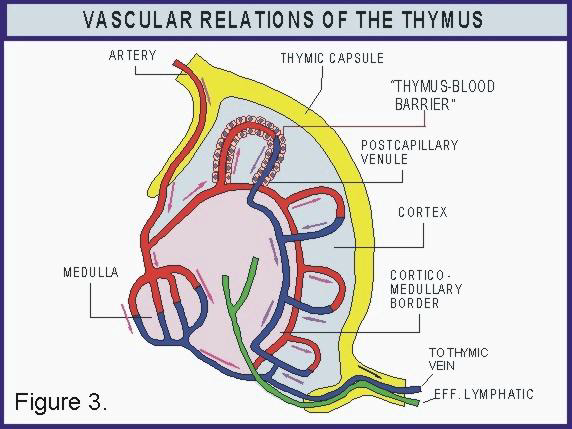 VASCULAR RELATIONS OF THE THYMUS
ARTERY
THYMIC CAPSULE
"THYMUS-BLOOD
BARRIER"
POSTCAPILLARY
VENULE
CORTEX
MEDULLA
CORTICO-
MEDULLARY
BORDER
TO THYMIC
VEIN
EFF. LYMPHATIC
Figure 3.